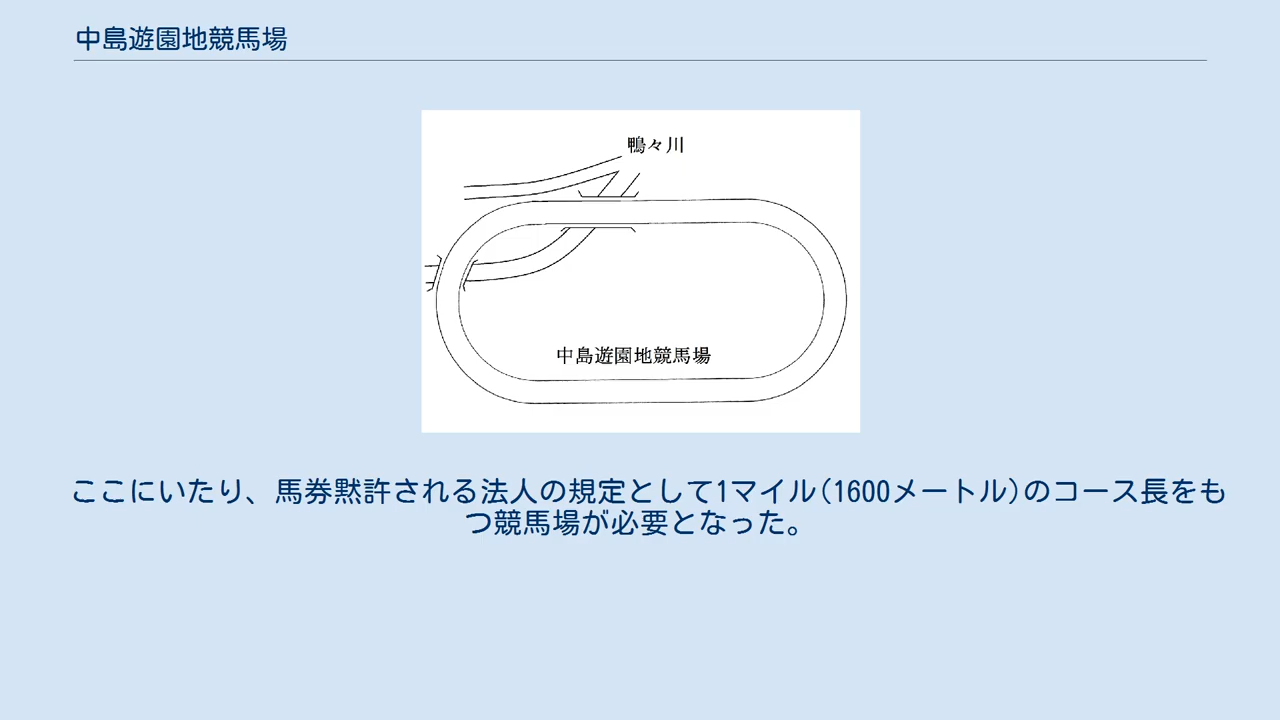 中島遊園地競馬場
鴨々川
中島遊園地競馬場
ここにいたり、馬券黙許される法人の規定として1マイル(1600メートル)のコース長をも
つ競馬場が必要となった。